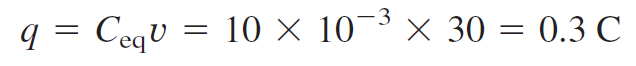 q = C_eq v = 10 × 10⁻³ × 30 = 0.3 C